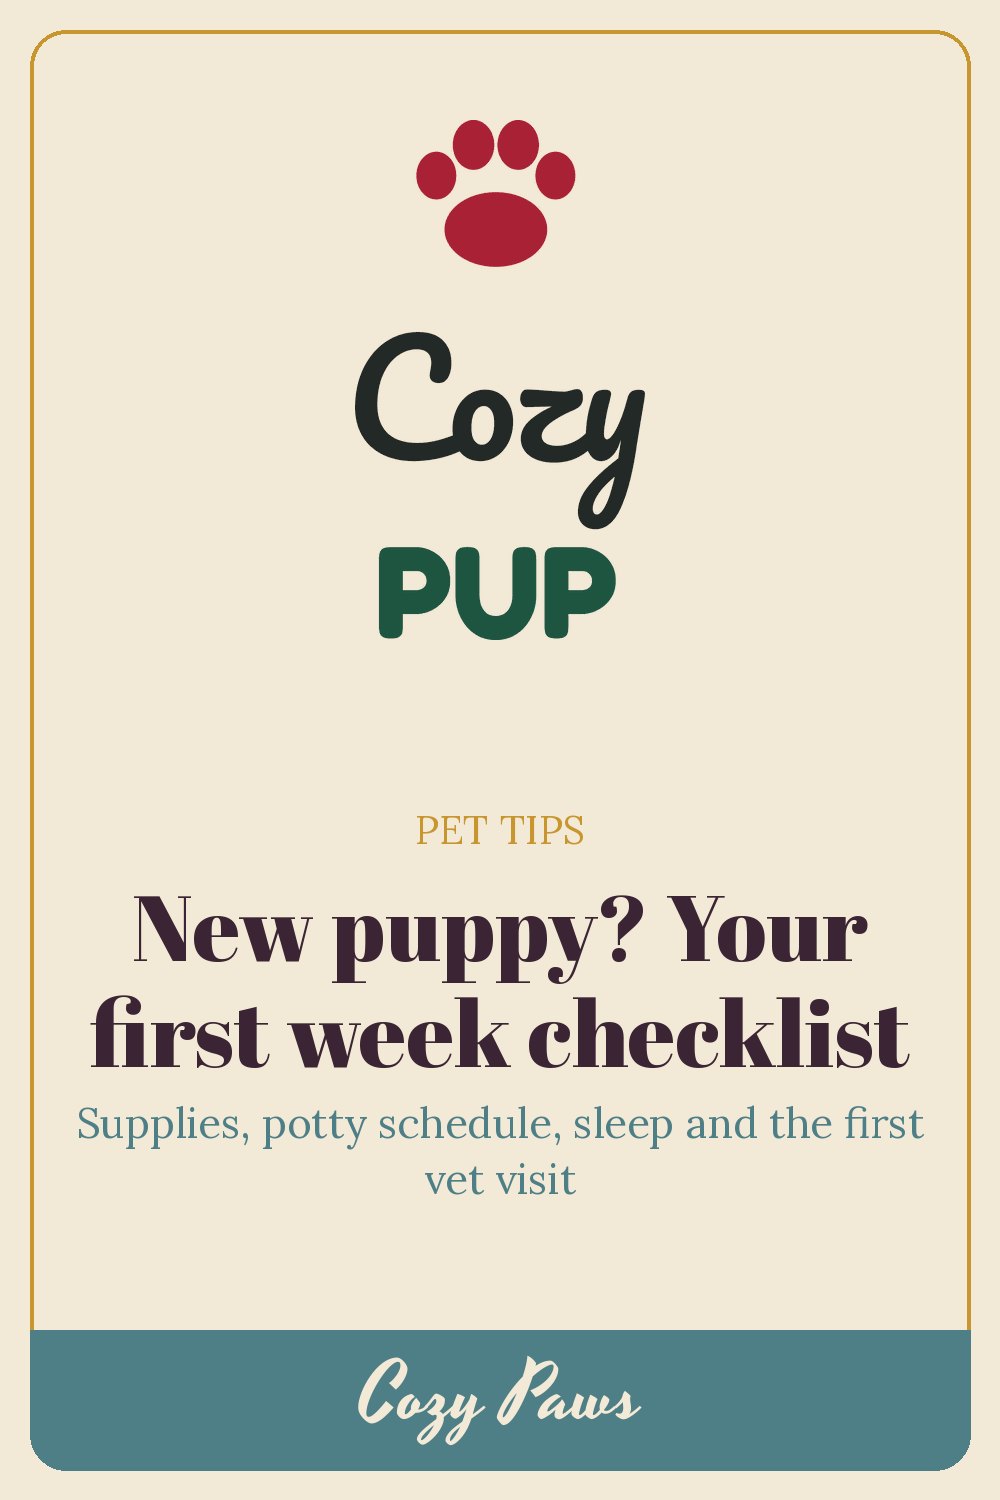 Cozy
PUP
PET TIPS
New puppy? Your
first week checklist
Supplies, potty schedule, sleep and the first
vet visit
Cozy Paws